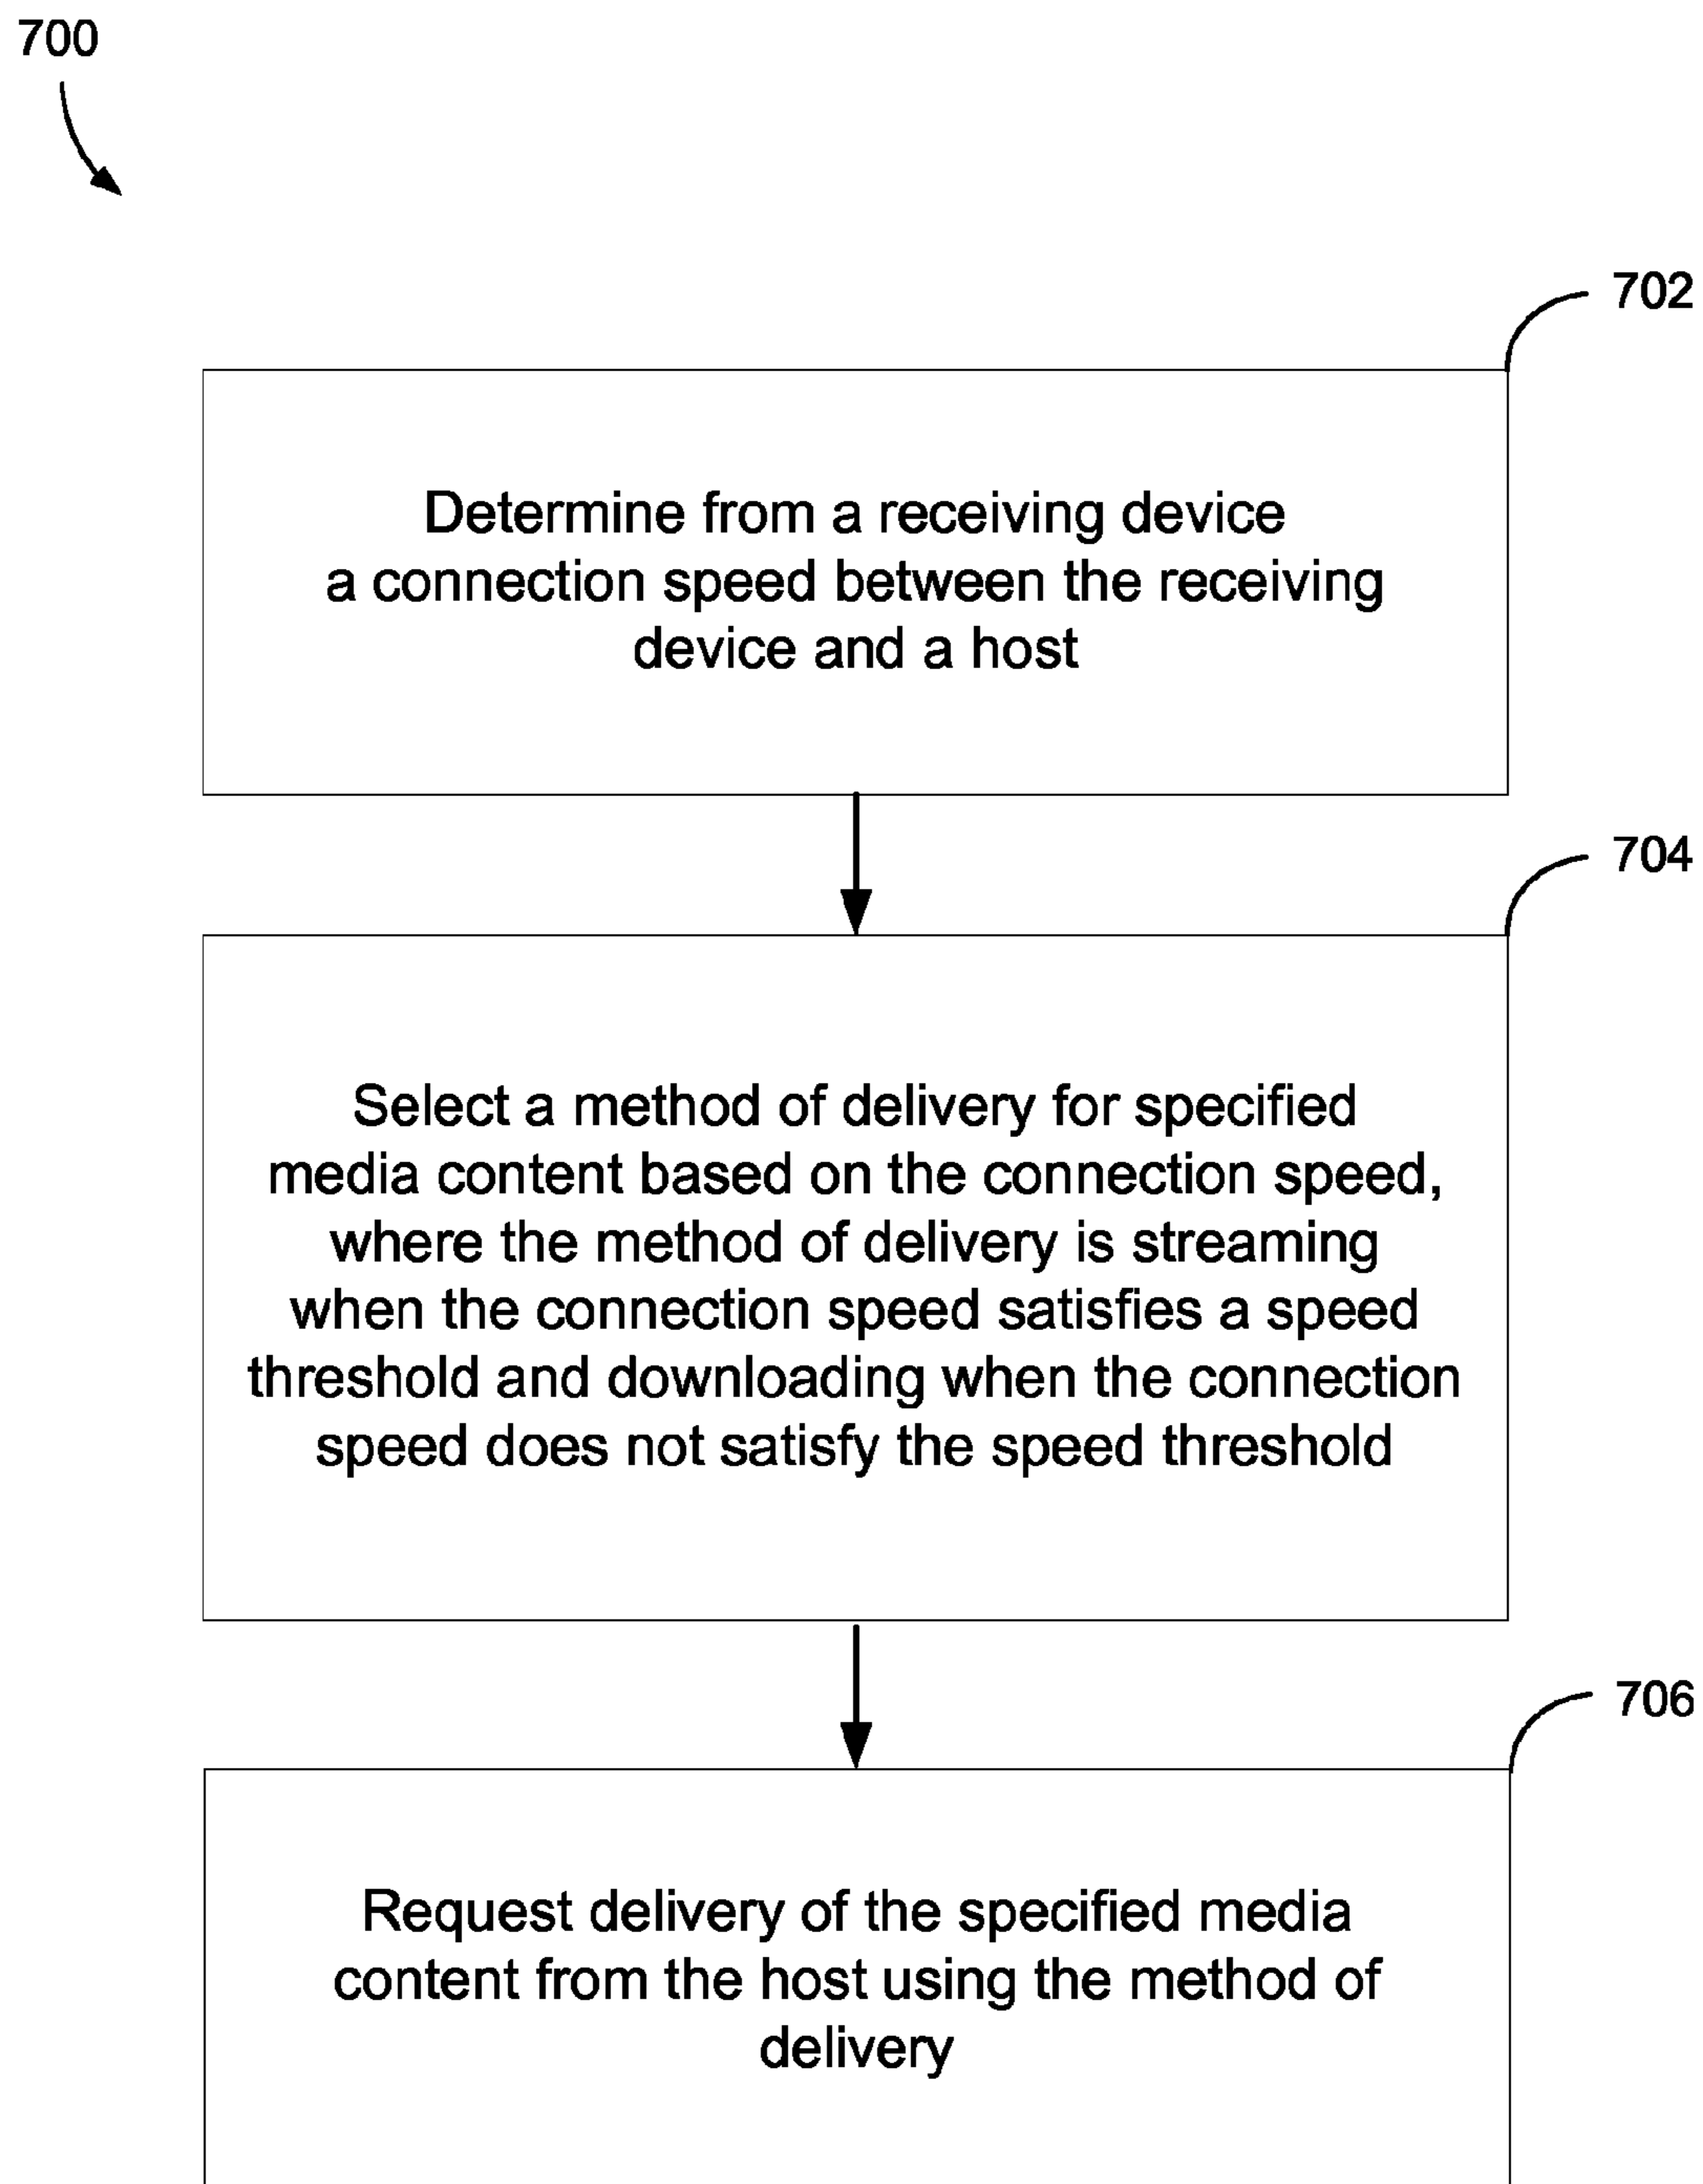 700
702
Determine from a receiving device
a connection speed between the receiving
device and a host
704
Select a method of delivery for specified
media content based on the connection speed,
where the method of delivery is streaming
when the connection speed satisfies a speed
threshold and downloading when the connection
speed does not satisfy the speed threshold
706
Request delivery of the specified media
content from the host using the method of
delivery